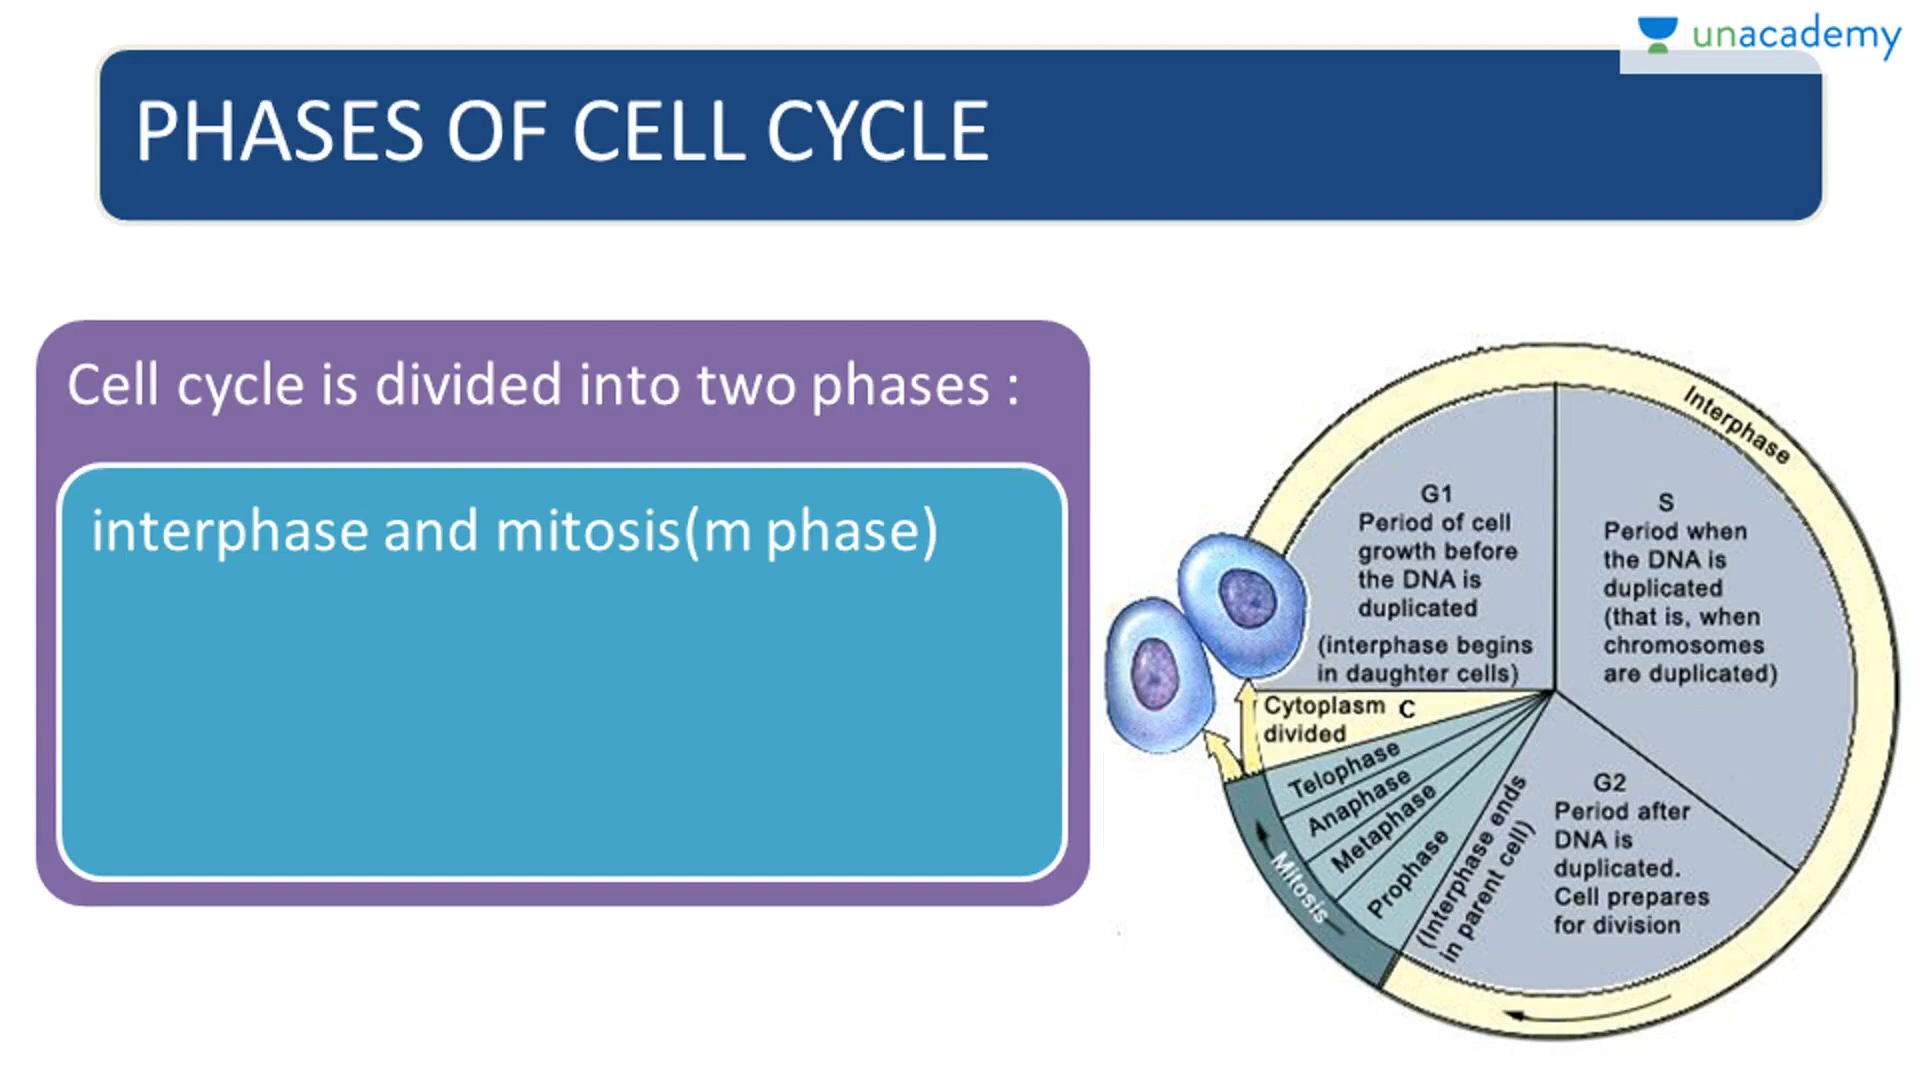 unacademy
PHASES OF CELL CYCLE
Cell cycle is divided into two phases :
interphase and mitosis(m phase)
Interphase
G1
Period of cell
growth before
the DNA is
duplicated
(interphase begins
in daughter cells)
S
Period when
the DNA is
duplicated
(that is, when
chromosomes
are duplicated)
Cytoplasm C
divided
Telophase
Anaphase
Metaphase
Prophase
Mitosis
(Interphase ends
in parent cell)
G2
Period after
DNA is
duplicated.
Cell prepares
for division